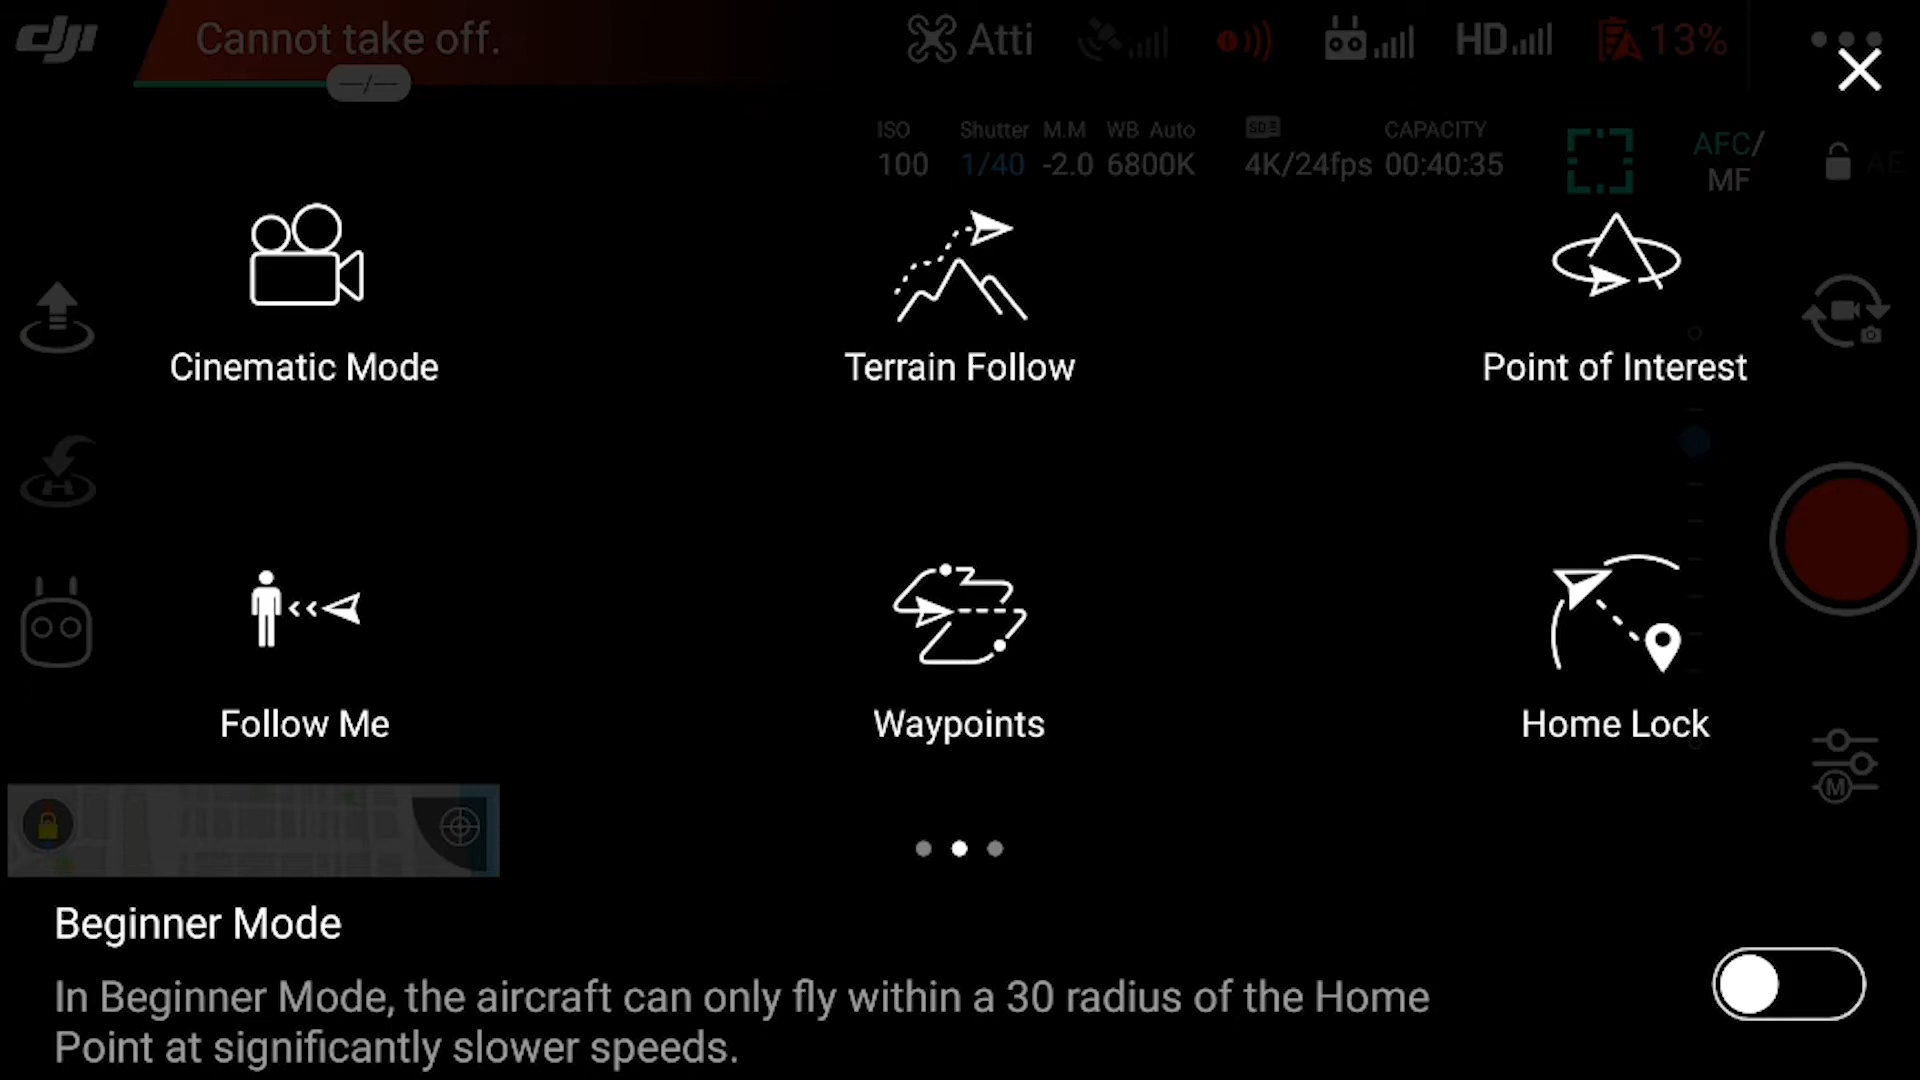 dji
Cannot take off.
—/—
Atti
HD
13%
ISO
100
Shutter
1/40
M.M
-2.0
WB Auto
6800K
SD
4K/24fps
CAPACITY
00:40:35
AFC/
MF
AE
Cinematic Mode
Terrain Follow
Point of Interest
H
Follow Me
Waypoints
Home Lock
M
Beginner Mode
In Beginner Mode, the aircraft can only fly within a 30 radius of the Home
Point at significantly slower speeds.